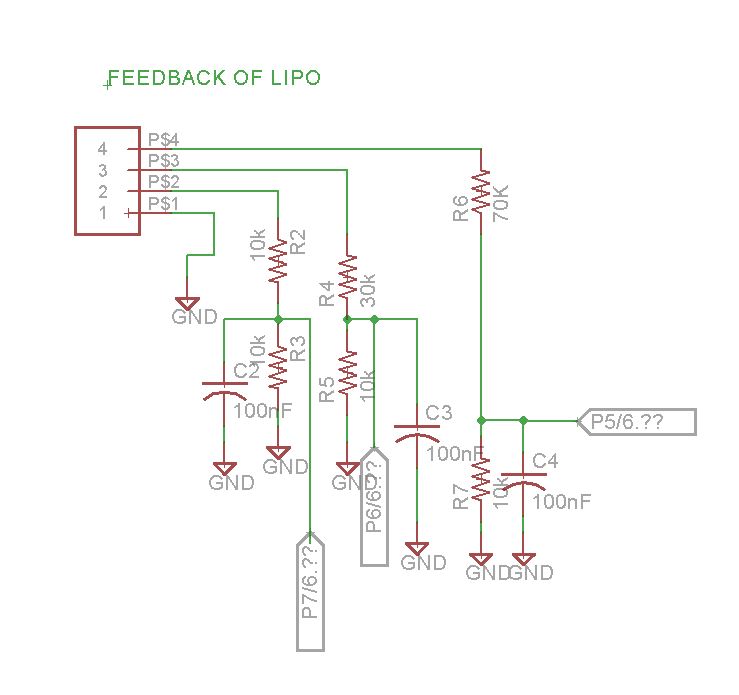 FEEDBACK OF LIPO
4 P$4
3 P$3
2 P$2
1 P$1
R6
70K
10k
R2
R4
30k
GND
10k
R3
C2
100nF
R5
10k
C3
100nF
P5/6.??
GND
GND
GND
P6/6.??
R7
10k
C4
100nF
GND
GND
GND
P7/6.??